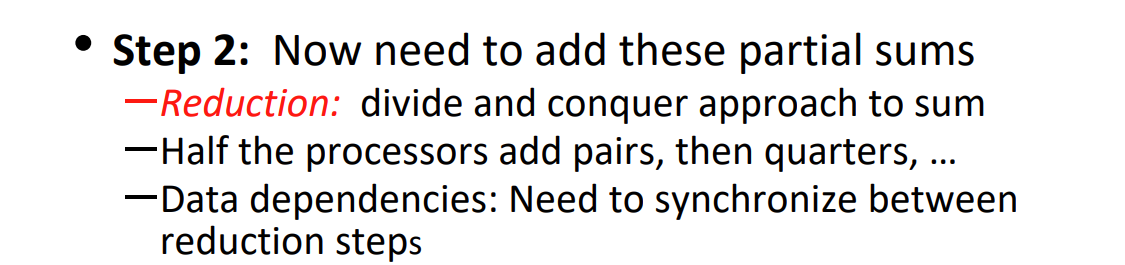 • Step 2:  Now need to add these partial sums
—Reduction:  divide and conquer approach to sum
—Half the processors add pairs, then quarters, …
—Data dependencies: Need to synchronize between
reduction steps